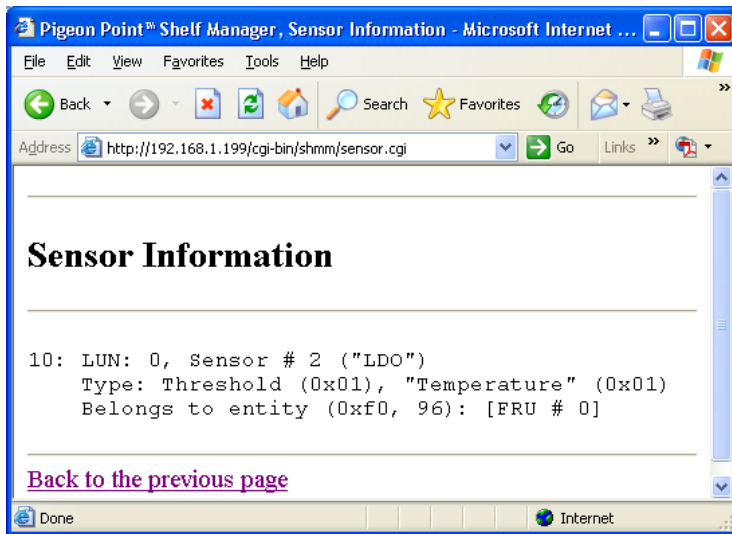 Pigeon Point™ Shelf Manager, Sensor Information - Microsoft Internet ...
File Edit View Favorites Tools Help
Back Search Favorites »
Address http://192.168.1.199/cgi-bin/shmm/sensor.cgi Go Links »
Sensor Information
10: LUN: 0, Sensor # 2 ("LDO")
Type: Threshold (0x01), "Temperature" (0x01)
Belongs to entity (0xf0, 96): [FRU # 0]
Back to the previous page
Done Internet